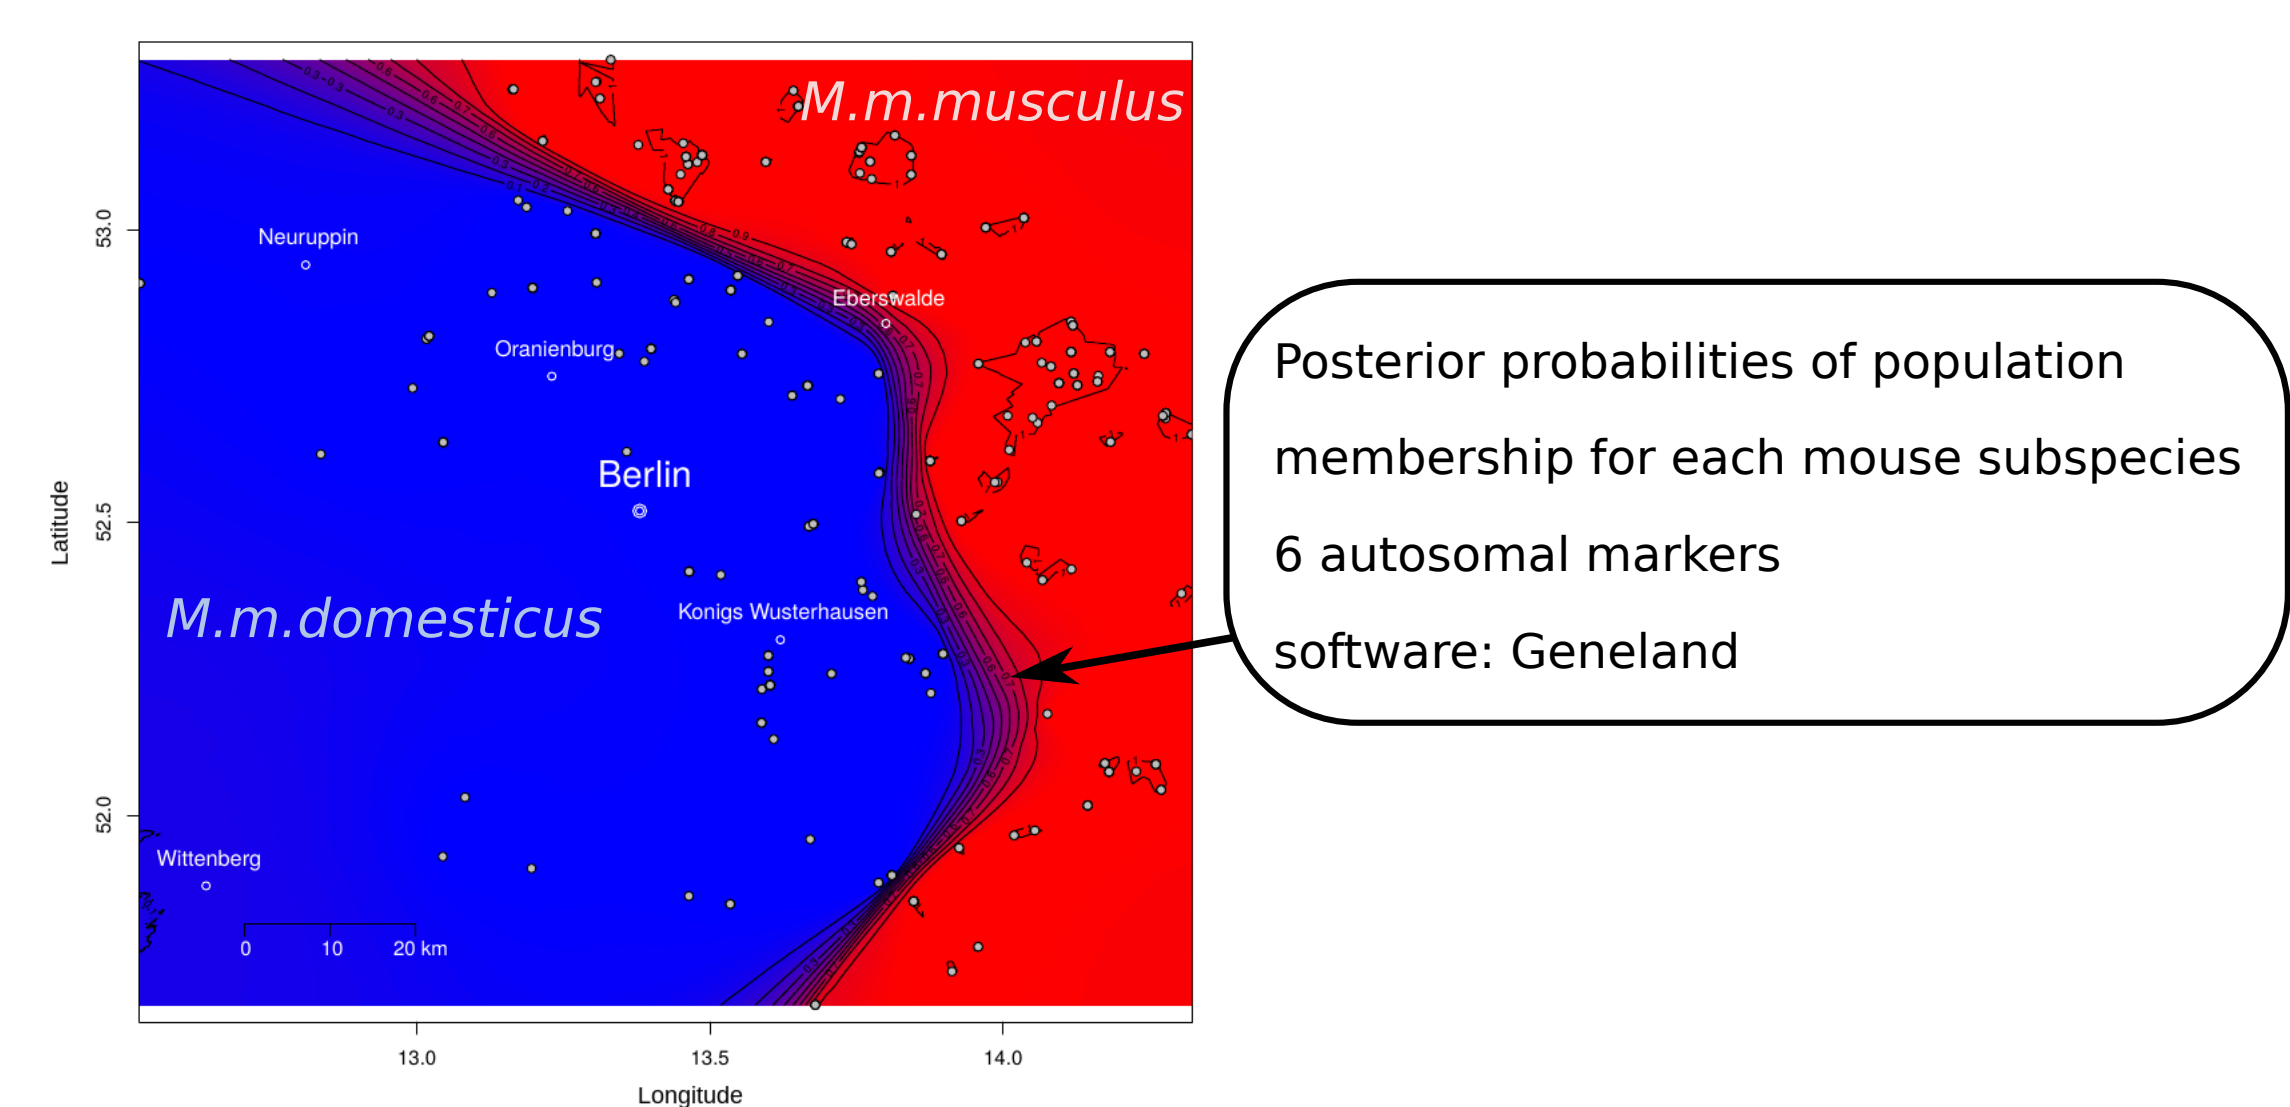 M.m.musculus
53.0
Neuruppin
Eberswalde
Oranienburg
Posterior probabilities of population
membership for each mouse subspecies
6 autosomal markers
software: Geneland
Berlin
52.5
Latitude
M.m.domesticus
Konigs Wusterhausen
52.0
Wittenberg
0 10 20 km
13.0 13.5 14.0
Longitude